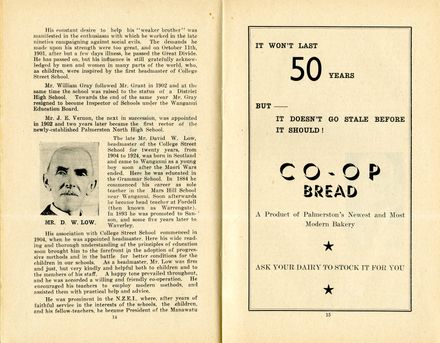 His constant desire to help his "weaker brother" was
manifested in the enthusiasm with which he worked in the late
nineties campaigning against social evils. The demands he
made upon his strength were too great, and on October 11th,
1901, after but a few days illness, he passed the Great Divide.
He has passed on, but his influence is still gratefully acknow-
ledged by men and women in many parts of the world, who,
as children, were inspired by the first headmaster of College
Street School.
Mr. William Gray followed Mr. Grant in 1902 and at the
same time the school was raised to the status of a District
High School. Towards the end of the same year Mr. Gray
resigned to become Inspector of Schools under the Wanganui
Education Board.
Mr. J. E. Vernon, the next in succession, was appointed
in 1902 and two years later became the first rector of the
newly-established Palmerston North High School.
The late Mr. David W. Low,
headmaster of the College Street
School for twenty years, from
1904 to 1924, was born in Scotland
and came to Wanganui as a young
boy soon after the Maori Wars
ended. Here he was educated in
the Grammar School. In 1884 he
commenced his career as sole
teacher in the Mars Hill School
near Wanganui. Soon afterwards
he became head teacher at Fordell
(then known as Warrengate).
In 1893 he was promoted to San-
son, and some five years later to
Waverley.
MR. D. W. LOW.
His association with College Street School commenced in
1904, when he was appointed headmaster. Here his wide read-
ing and thorough understanding of the principles of education
soon brought him to the forefront in the adoption of progres-
sive methods and in the battle for better conditions for the
children in our schools. As a headmaster, Mr. Low was firm
and just, but very kindly and helpful both to children and to
the members of his staff. A happy tone prevailed throughout,
and he was accorded a willing and friendly co-operation. He
encouraged his teachers to employ modern methods, and
assisted them with practical help and advice.
He was prominent in the N.Z.E.I. where, after years of
faithful service in the interests of the schools, the children,
and his fellow-teachers, he became President of the Manawatu
14
IT WON'T LAST
50 YEARS
BUT —
IT DOESN'T GO STALE BEFORE
IT SHOULD!
CO-OP
BREAD
A Product of Palmerston's Newest and Most
Modern Bakery
ASK YOUR DAIRY TO STOCK IT FOR YOU
15